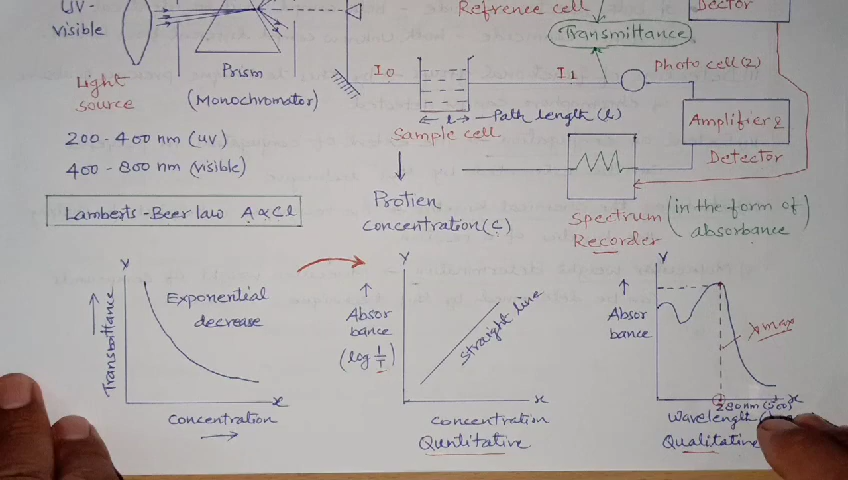 UV-
visible
Light
source
Prism
(Monochromator)
200-400 nm (uv)
400-800 nm (visible)
Lamberts-Beer law A∝Cl
Refrence cell
Transmittance
Dector
I0
I1
Photo cell(2)
← l → Path length (l)
Sample cell
Amplifier 2
Detector
Protien
concentration(c)
Spectrum
Recorder
(in the form of
absorbance)
Y
Transmittance
Exponential
decrease
x
Concentration
Y
Absor
bance
(log 1/T)
Straight line
x
Concentration
Quntitative
Y
Absor
bance
λmax
280nm
x
Wavelength
Qualitative